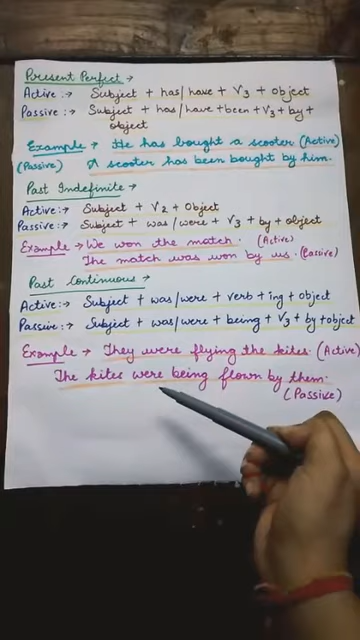 Present Perfect →
Active :→ Subject + has/have + V3 + object
Passive :→ Subject + has/have + been + V3 + by +
object
Example :→ He has bought a scooter (Active)
(Passive) A scooter has been bought by him.
Past Indefinite :→
Active :→ Subject + V2 + Object
Passive :→ Subject + was/were + V3 + by + object
Example → We won the match. (Active)
The match was won by us. (Passive)
Past Continuous :→
Active :→ Subject + was/were + verb + ing + object
Passive :→ Subject + was/were + being + V3 + by + object
Example → They were flying the kites. (Active)
The kites were being flown by them.
(Passive)